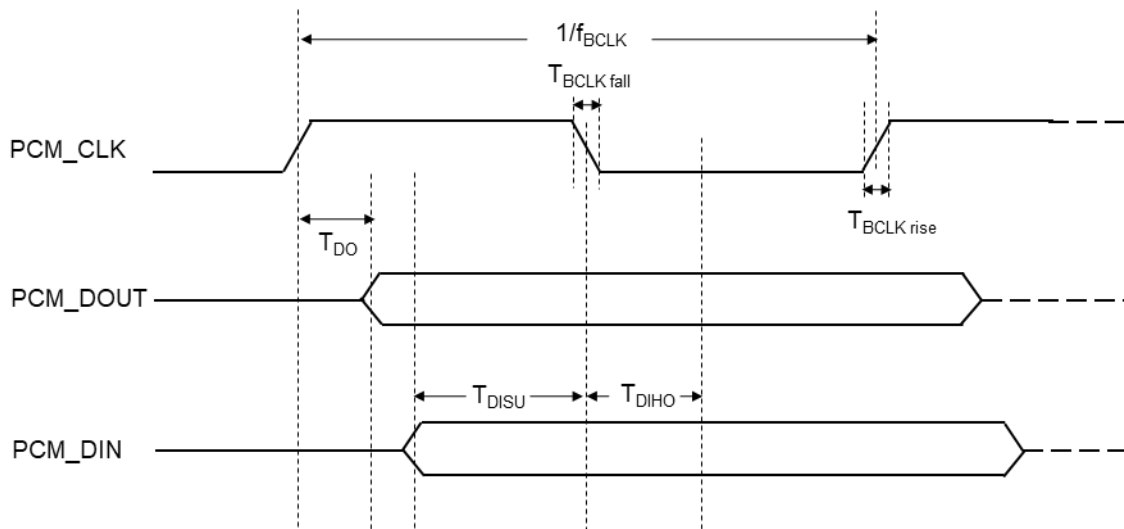 1/fBCLK
TBCLK fall
PCM_CLK
TBCLK rise
TDO
PCM_DOUT
TDISU
TDIHO
PCM_DIN